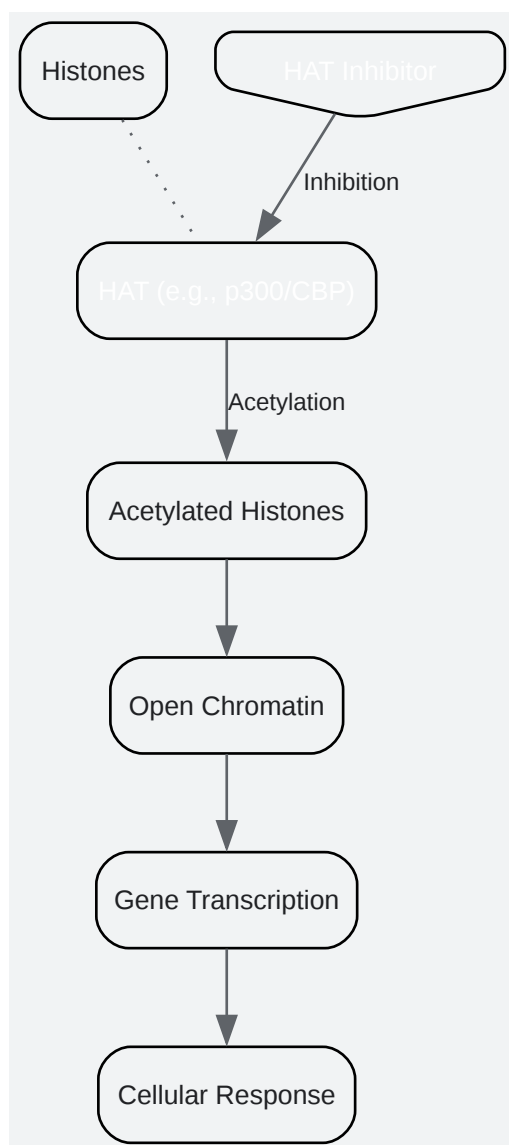 Histones
HAT Inhibitor
Inhibition
HAT (e.g., p300/CBP)
Acetylation
Acetylated Histones
Open Chromatin
Gene Transcription
Cellular Response